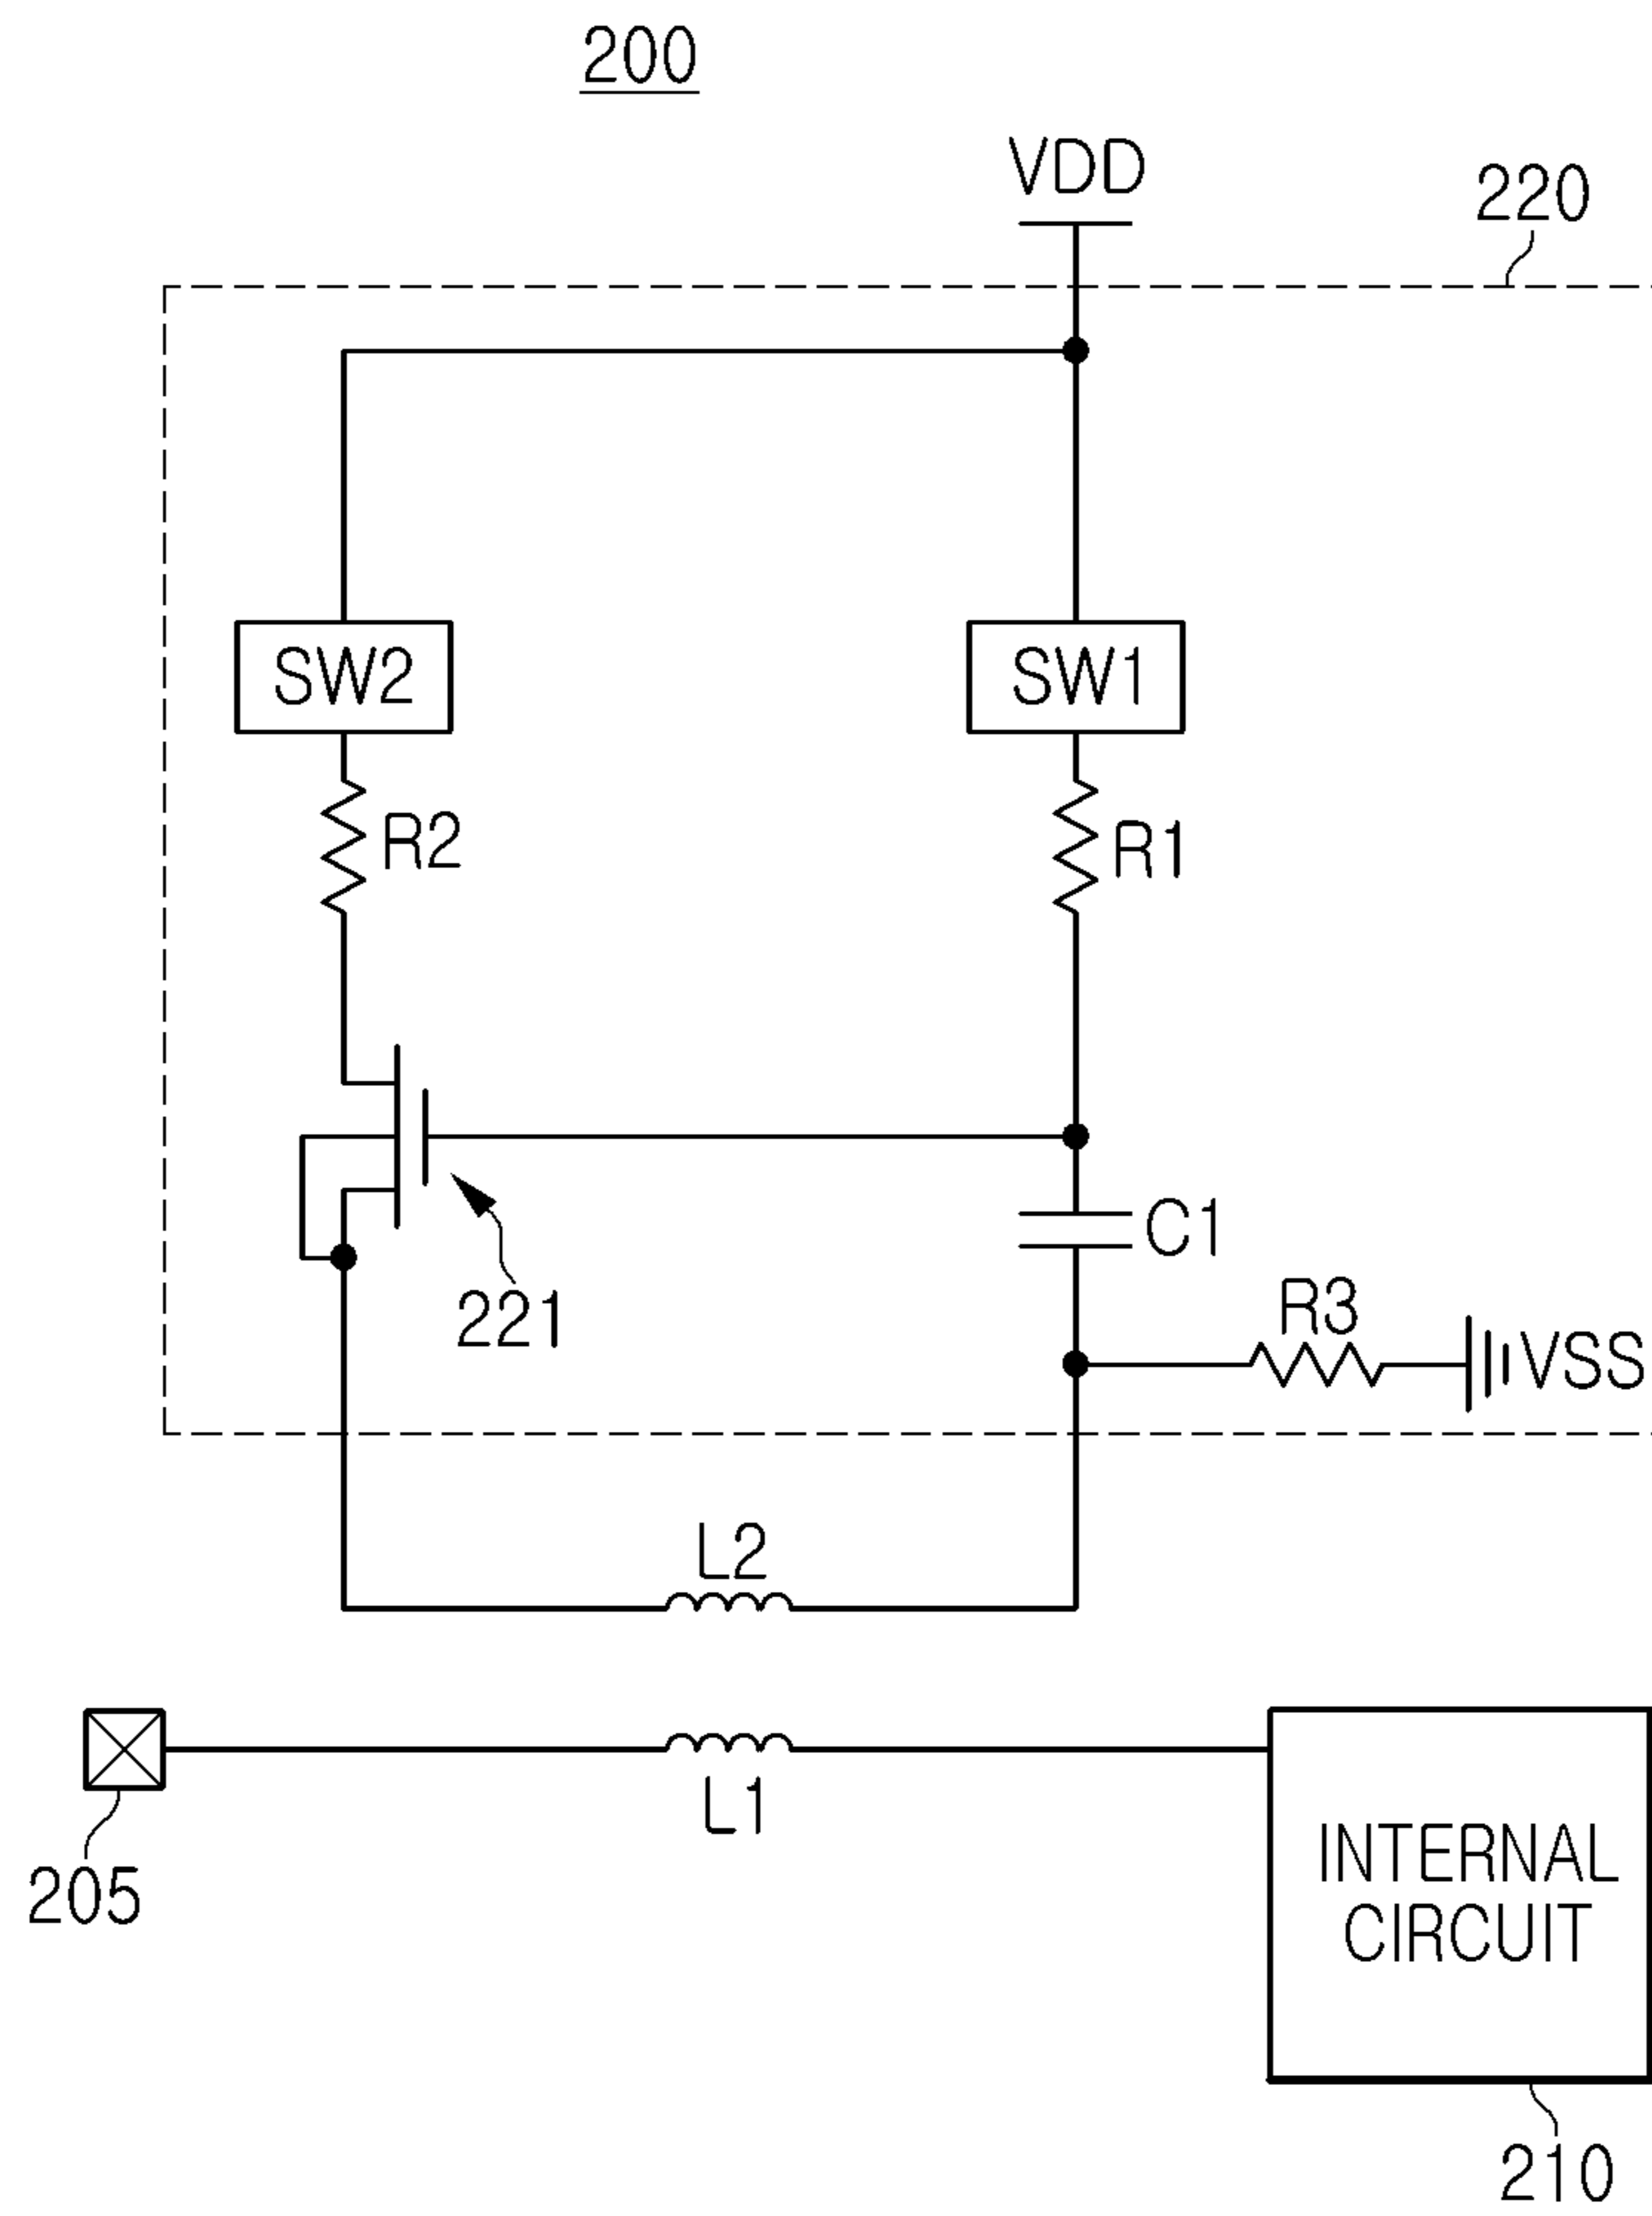 200
VDD
220
SW2
SW1
R2
R1
C1
221
R3
VSS
L2
L1
205
INTERNAL
CIRCUIT
210